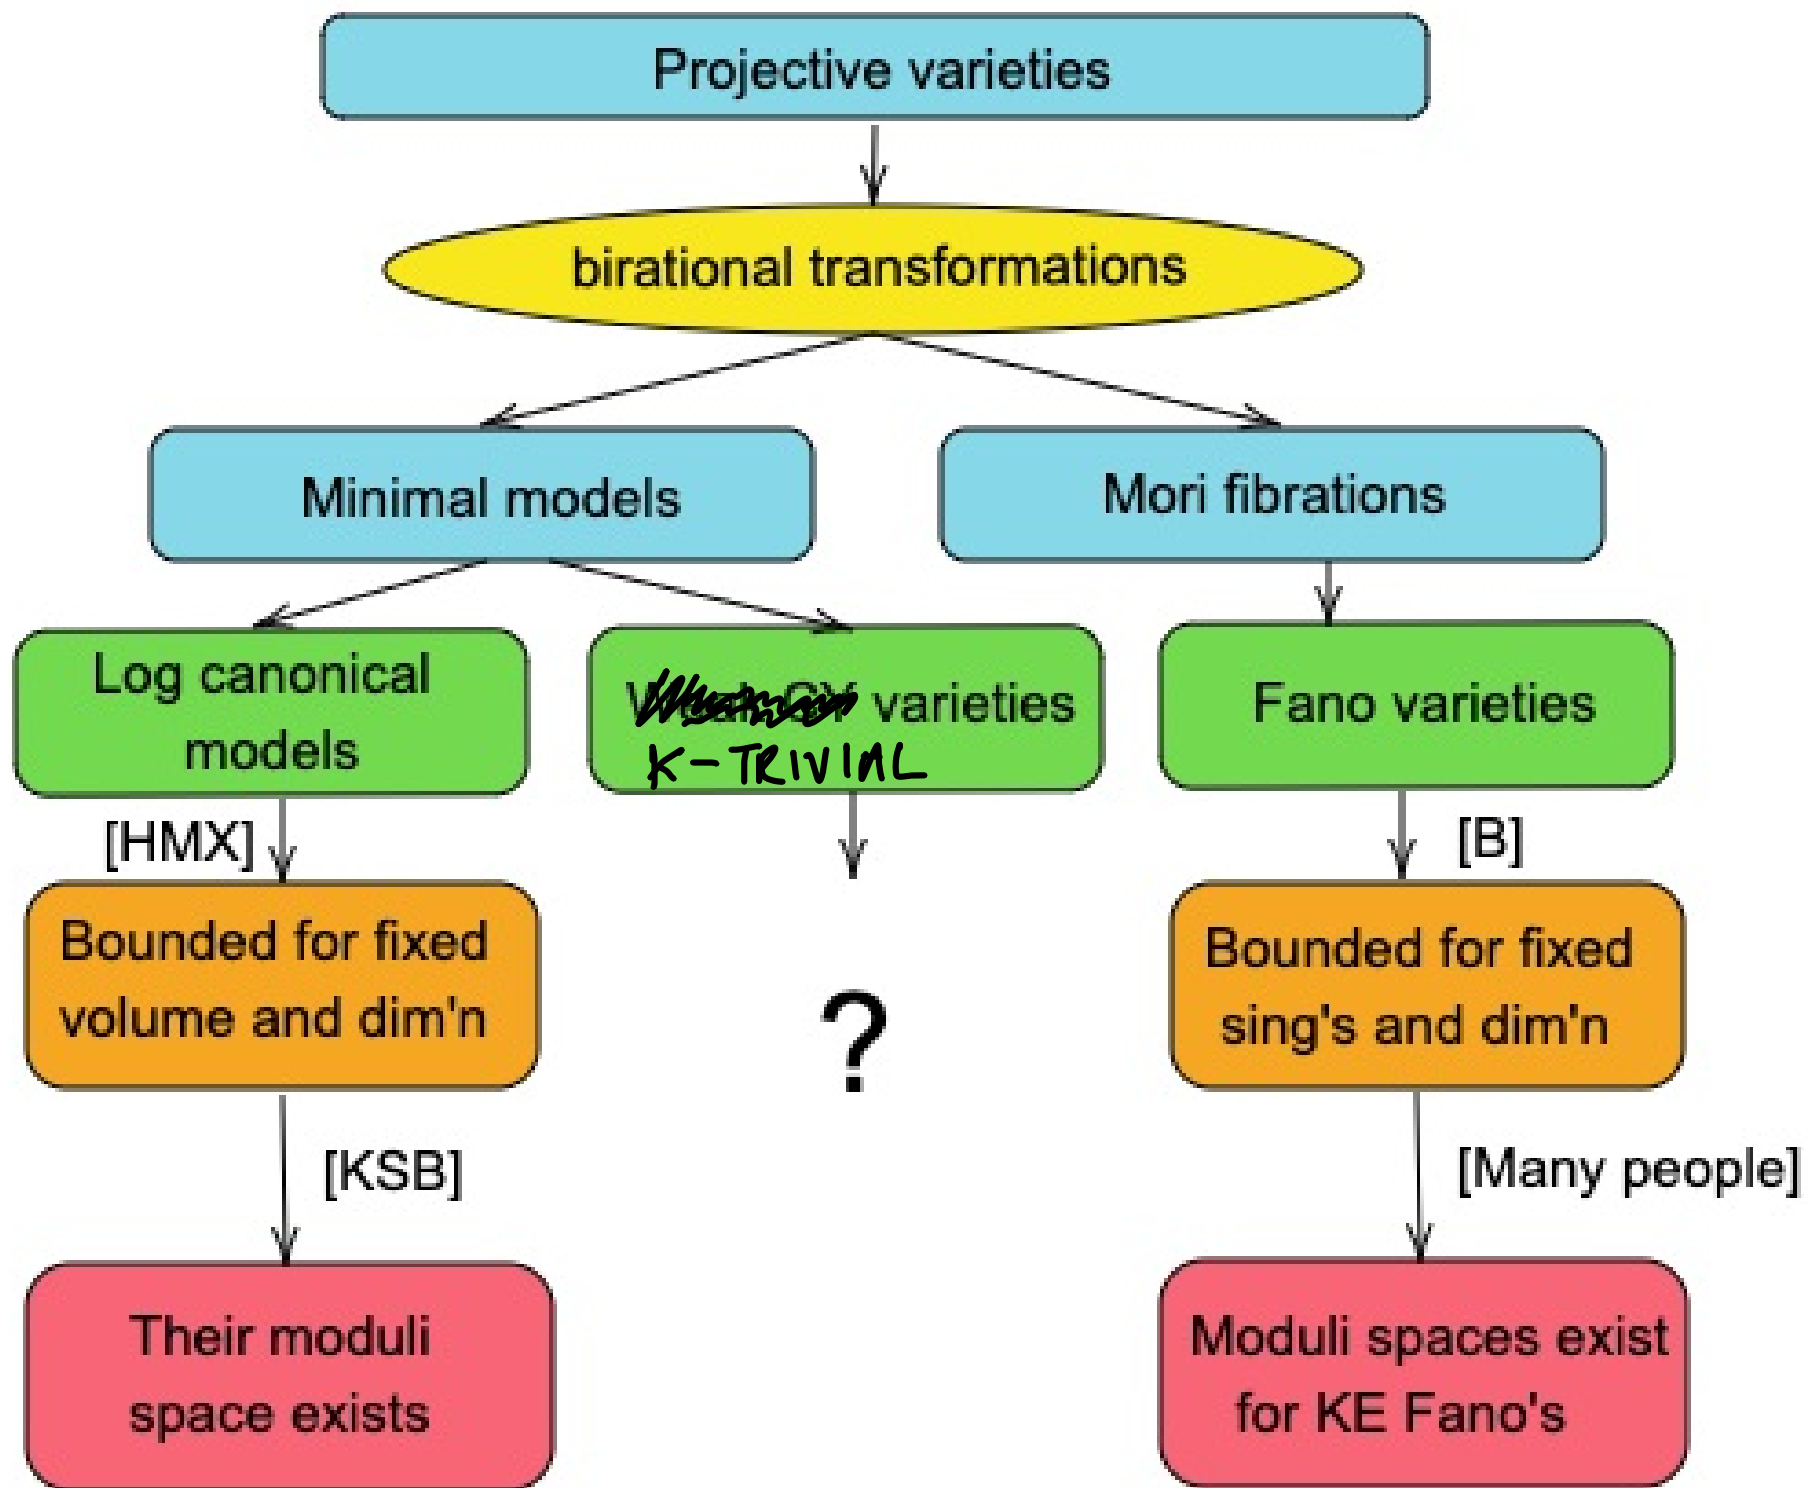 Projective varieties
birational transformations
Minimal models
Mori fibrations
Log canonical
models
varieties
K-TRIVIAL
Fano varieties
[HMX]
[B]
Bounded for fixed
volume and dim'n
?
Bounded for fixed
sing's and dim'n
[KSB]
[Many people]
Their moduli
space exists
Moduli spaces exist
for KE Fano's